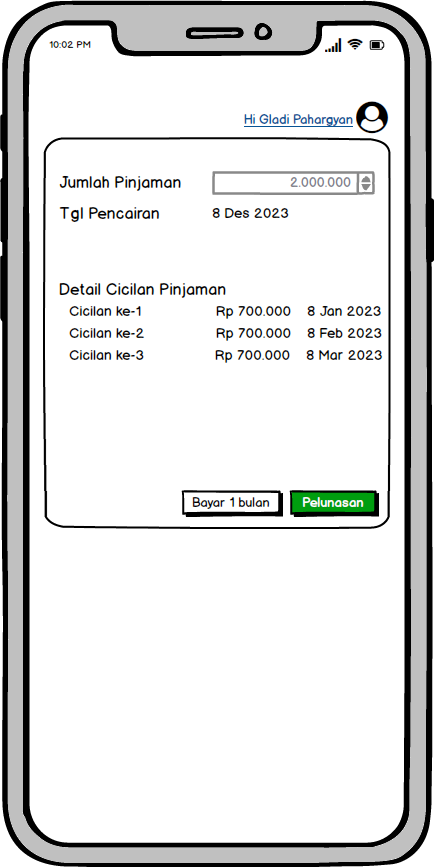 10:02 PM
Hi Gladi Pahargyan
Jumlah Pinjaman 2.000.000
Tgl Pencairan 8 Des 2023
Detail Cicilan Pinjaman
Cicilan ke-1 Rp 700.000 8 Jan 2023
Cicilan ke-2 Rp 700.000 8 Feb 2023
Cicilan ke-3 Rp 700.000 8 Mar 2023
Bayar 1 bulan Pelunasan